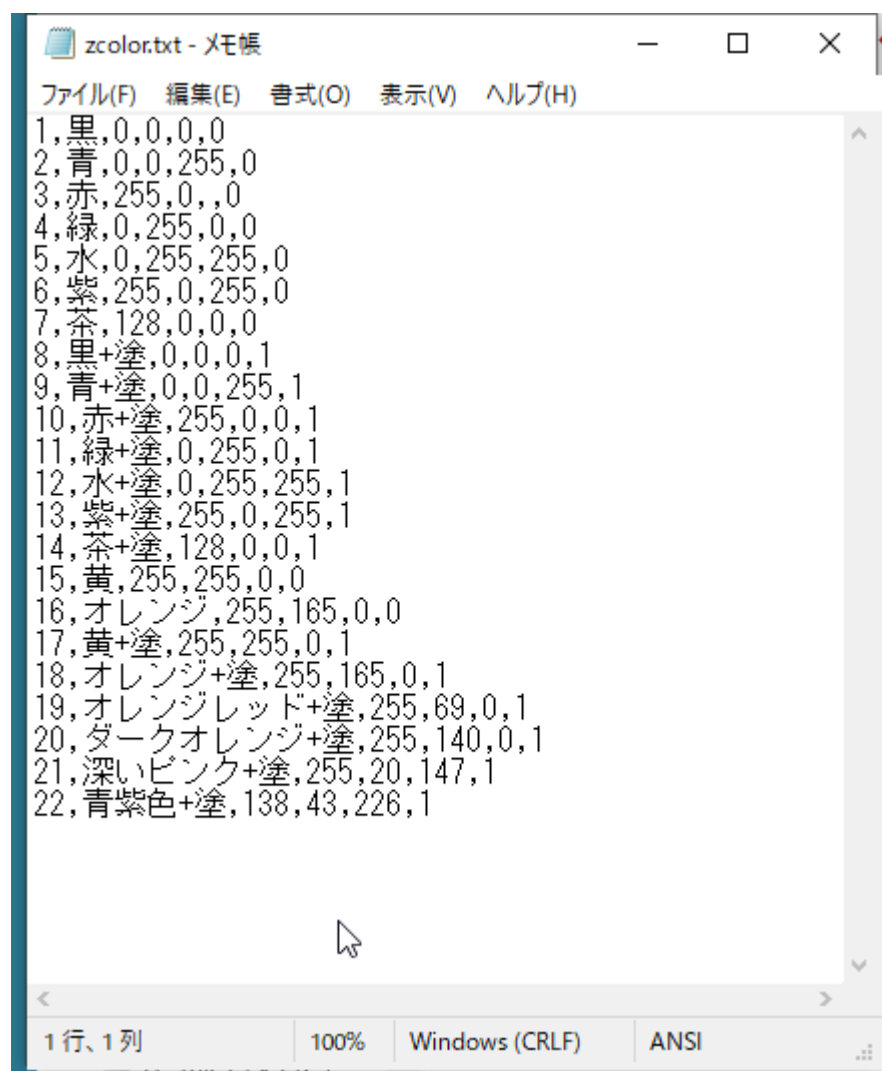 zcolor.txt - メモ帳
ファイル(F) 編集(E) 書式(O) 表示(V) ヘルプ(H)
1,黒,0,0,0,0
2,青,0,0,255,0
3,赤,255,0,,0
4,緑,0,255,0,0
5,水,0,255,255,0
6,紫,255,0,255,0
7,茶,128,0,0,0
8,黒+塗,0,0,0,1
9,青+塗,0,0,255,1
10,赤+塗,255,0,0,1
11,緑+塗,0,255,0,1
12,水+塗,0,255,255,1
13,紫+塗,255,0,255,1
14,茶+塗,128,0,0,1
15,黄,255,255,0,0
16,オレンジ,255,165,0,0
17,黄+塗,255,255,0,1
18,オレンジ+塗,255,165,0,1
19,オレンジレッド+塗,255,69,0,1
20,ダークオレンジ+塗,255,140,0,1
21,深いピンク+塗,255,20,147,1
22,青紫色+塗,138,43,226,1
1 行、1 列 100% Windows (CRLF) ANSI